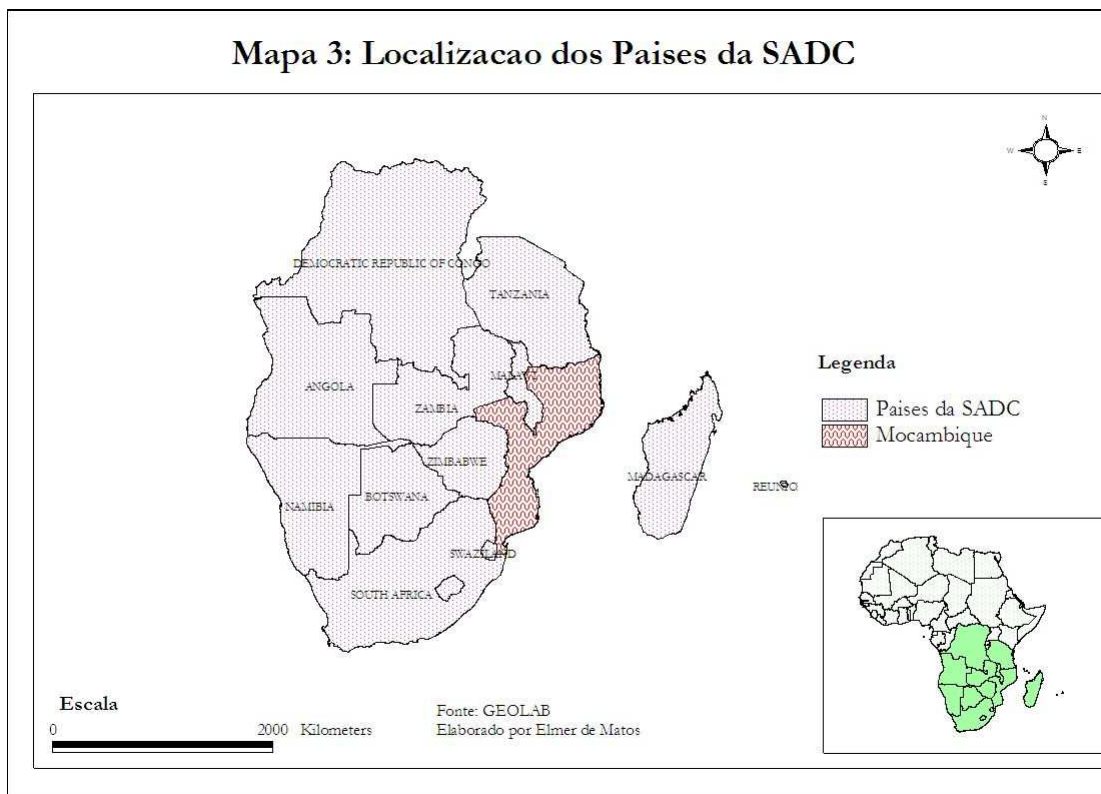 Mapa 3: Localizacao dos Paises da SADC
N
W E
S
DEMOCRATIC REPUBLIC OF CONGO
TANZANIA
ANGOLA
ZAMBIA
ZIMBABWE
MADAGASCAR
REUNIO
NAMIBIA
BOTSWANA
SWAZILAND
SOUTH AFRICA
Legenda
Paises da SADC
Mocambique
Escala
0 2000 Kilometers
Fonte: GEOLAB
Elaborado por Elmer de Matos